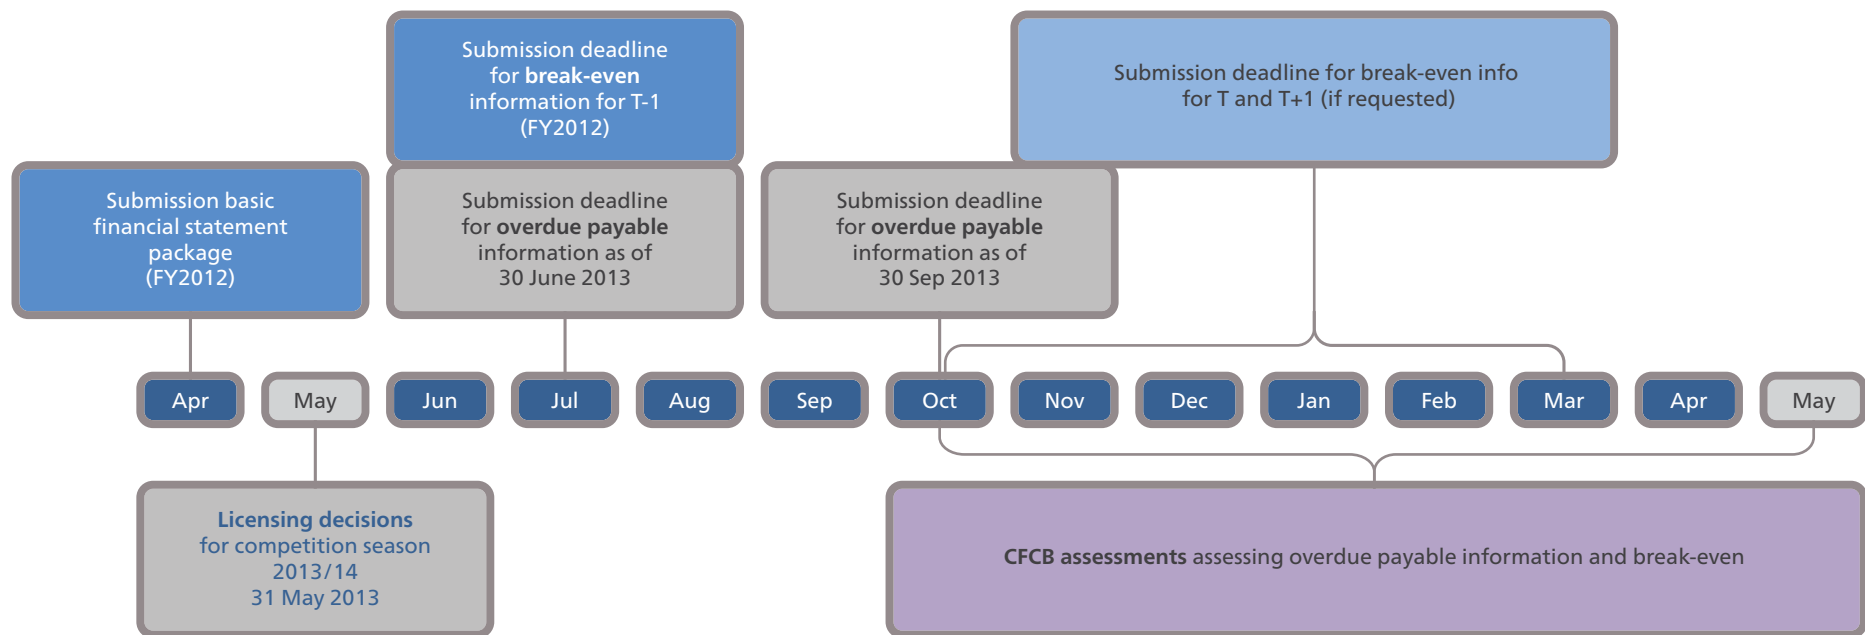 Submission deadline
for break-even
information for T-1
(FY2012)
Submission deadline for break-even info
for T and T+1 (if requested)
Submission basic
financial statement
package
(FY2012)
Submission deadline
for overdue payable
information as of
30 June 2013
Submission deadline
for overdue payable
information as of
30 Sep 2013
Apr
May
Jun
Jul
Aug
Sep
Oct
Nov
Dec
Jan
Feb
Mar
Apr
May
Licensing decisions
for competition season
2013/14
31 May 2013
CFCB assessments assessing overdue payable information and break-even